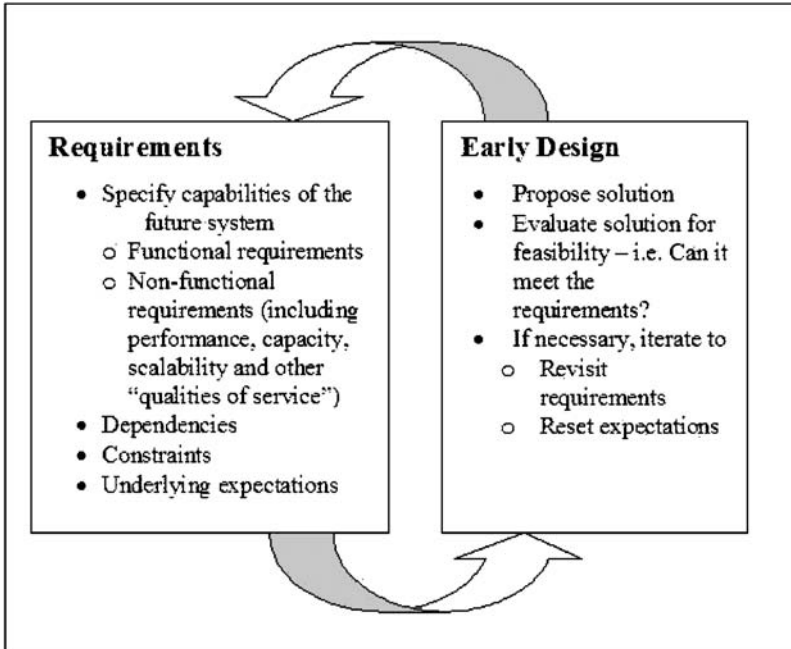 Requirements
• Specify capabilities of the
future system
o Functional requirements
o Non-functional
requirements (including
performance, capacity,
scalability and other
“qualities of service”)
• Dependencies
• Constraints
• Underlying expectations
Early Design
• Propose solution
• Evaluate solution for
feasibility – i.e. Can it
meet the
requirements?
• If necessary, iterate to
o Revisit
requirements
o Reset expectations